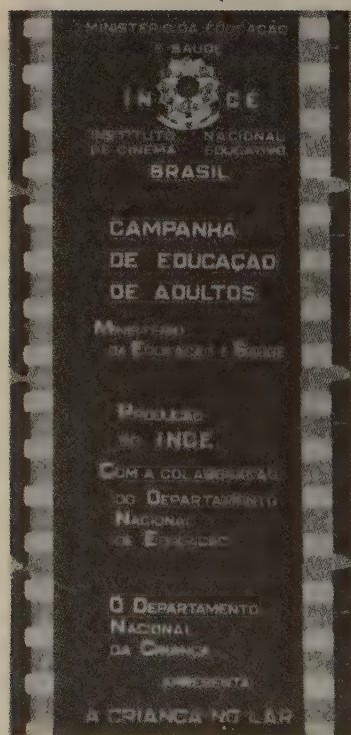 MINISTÉRIO DA EDUCAÇÃO
E SAÚDE
IN CE
INSTITUTO NACIONAL
DE CINEMA EDUCATIVO
BRASIL
CAMPANHA
DE EDUCAÇÃO
DE ADULTOS
MINISTÉRIO
DA EDUCAÇÃO E SAÚDE
PRODUÇÃO
DO INCE
COM A COLABORAÇÃO
DO DEPARTAMENTO
NACIONAL
DE EDUCAÇÃO
O DEPARTAMENTO
NACIONAL
DA CRIANÇA
APRESENTA
A CRIANÇA NO LAR